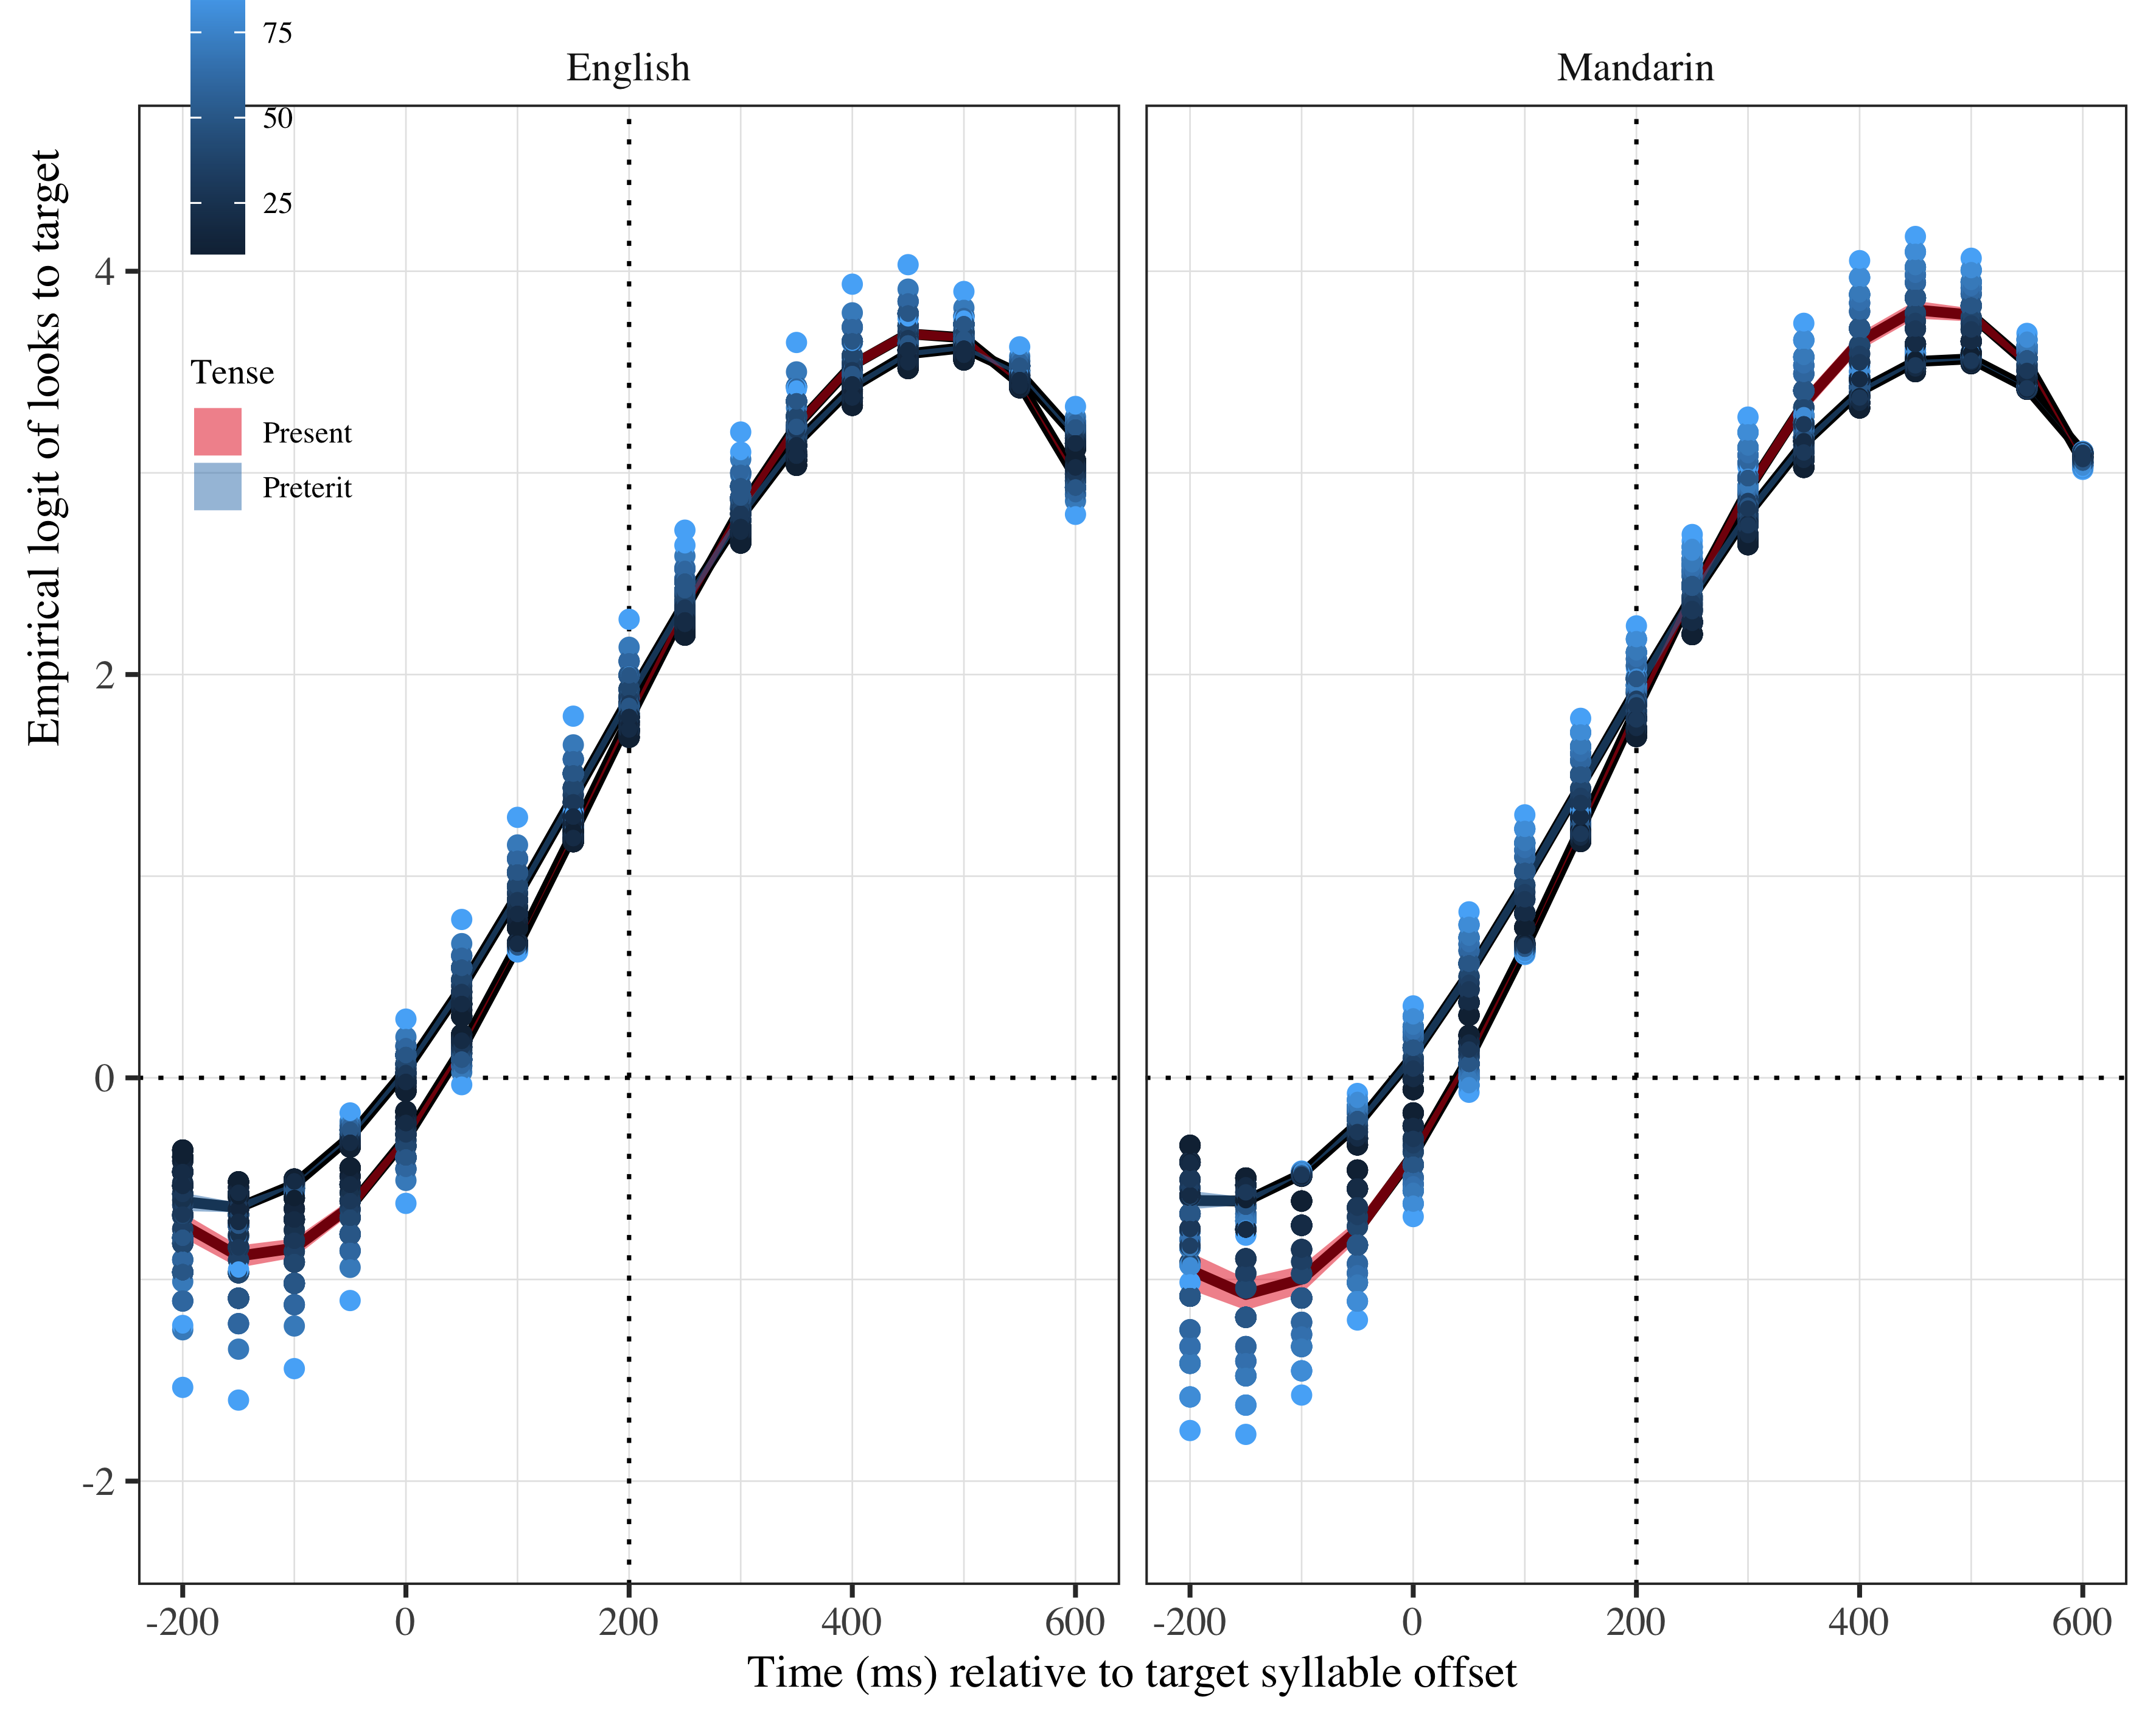 75
50
25
English
Mandarin
Empirical logit of looks to target
4
2
0
-2
Tense
Present
Preterit
-200
0
200
400
600
-200
0
200
400
600
Time (ms) relative to target syllable offset